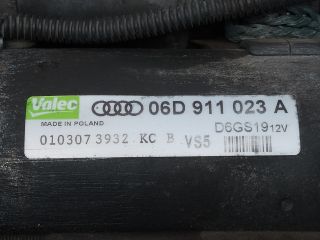 Valeo 06D 911 023 A
MADE IN POLAND D6GS19 12V
010307 3932 KC B VS5